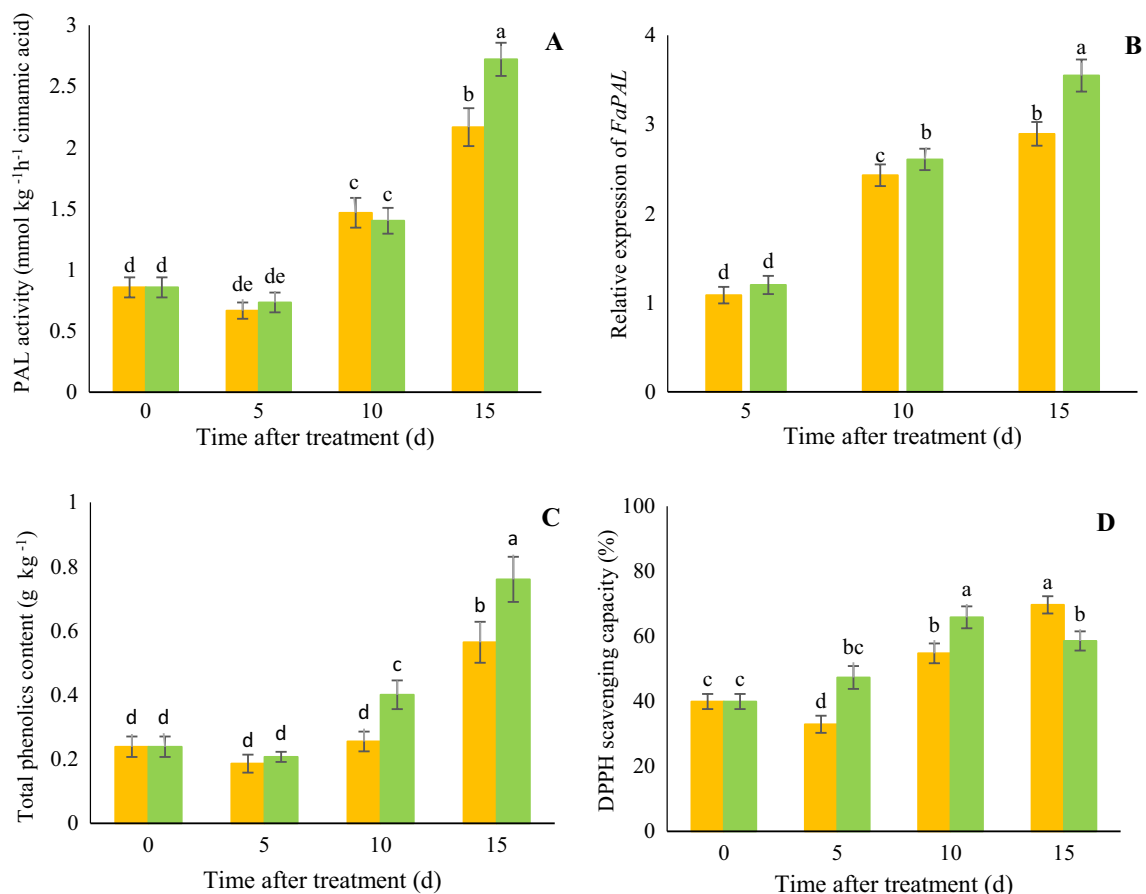 A
PAL activity (mmol kg -1h-1 cinnamic acid)
3
2.5
2
1.5
1
0.5
0
d
d
de
de
c
c
b
a
0
5
10
15
Time after treatment (d)
B
Relative expression of FaPAL
4
3
2
1
0
d
d
c
b
b
a
5
10
15
Time after treatment (d)
C
Total phenolics content (g kg -1)
1
0.8
0.6
0.4
0.2
0
d
d
d
d
d
c
b
a
0
5
10
15
Time after treatment (d)
D
DPPH scavenging capacity (%)
100
80
60
40
20
0
c
c
d
bc
b
a
a
b
0
5
10
15
Time after treatment (d)